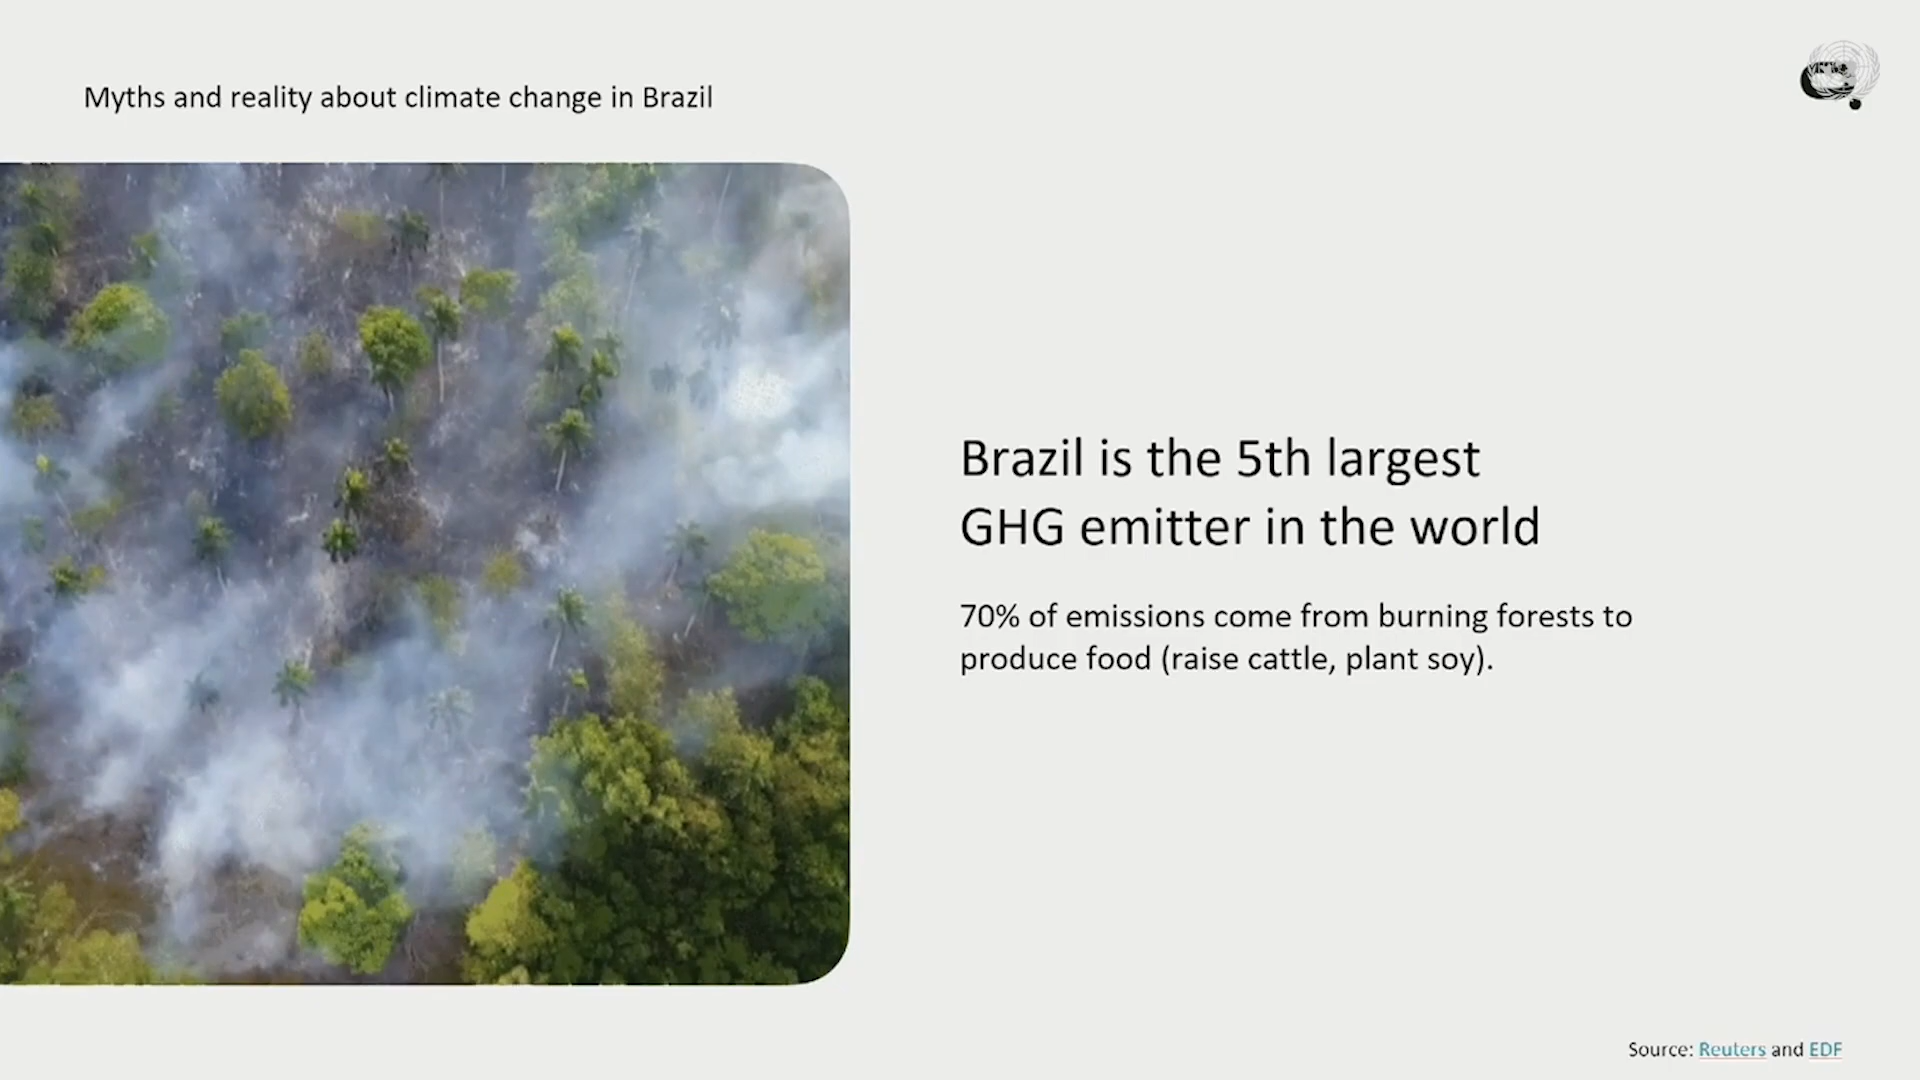 Myths and reality about climate change in Brazil
Brazil is the 5th largest
GHG emitter in the world
70% of emissions come from burning forests to
produce food (raise cattle, plant soy).
Source: Reuters and EDF